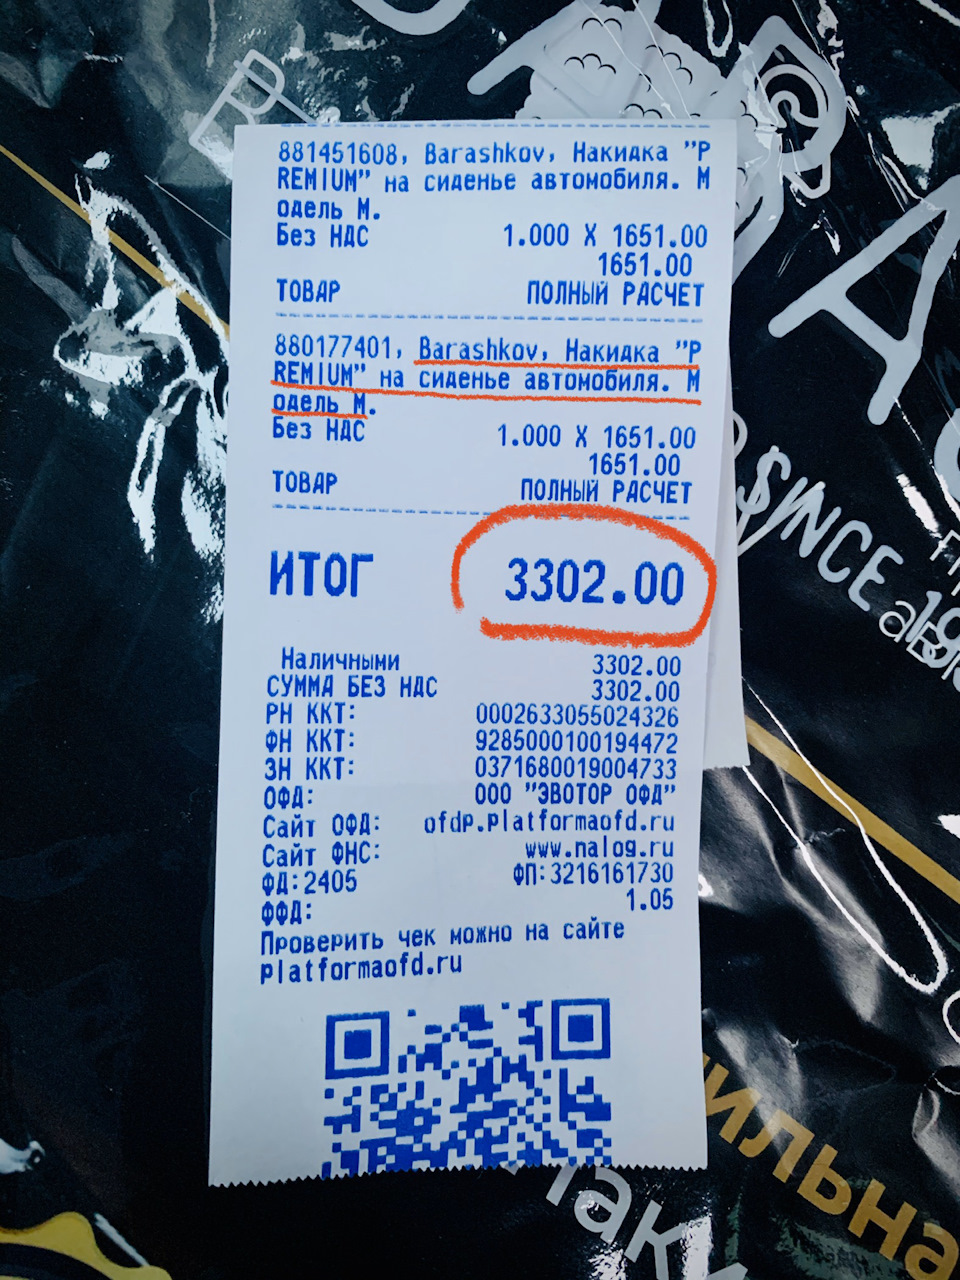 881451608, Barashkov, Накидка "P
REMIUM" на сиденье автомобиля. М
одель М.
Без НДС 1.000 X 1651.00
1651.00
ТОВАР ПОЛНЫЙ РАСЧЕТ
880177401, Barashkov, Накидка "P
REMIUM" на сиденье автомобиля. М
одель М.
Без НДС 1.000 X 1651.00
1651.00
ТОВАР ПОЛНЫЙ РАСЧЕТ
ИТОГ 3302.00
Наличными 3302.00
СУММА БЕЗ НДС 3302.00
РН ККТ: 0002633055024326
ФН ККТ: 9285000100194472
ЗН ККТ: 0371680019004733
ОФД: ООО "ЭВОТОР ОФД"
Сайт ОФД: ofdp.platformaofd.ru
Сайт ФНС: www.nalog.ru
ФД:2405 ФП:3216161730
ФФД: 1.05
Проверить чек можно на сайте
platformaofd.ru
SINCE